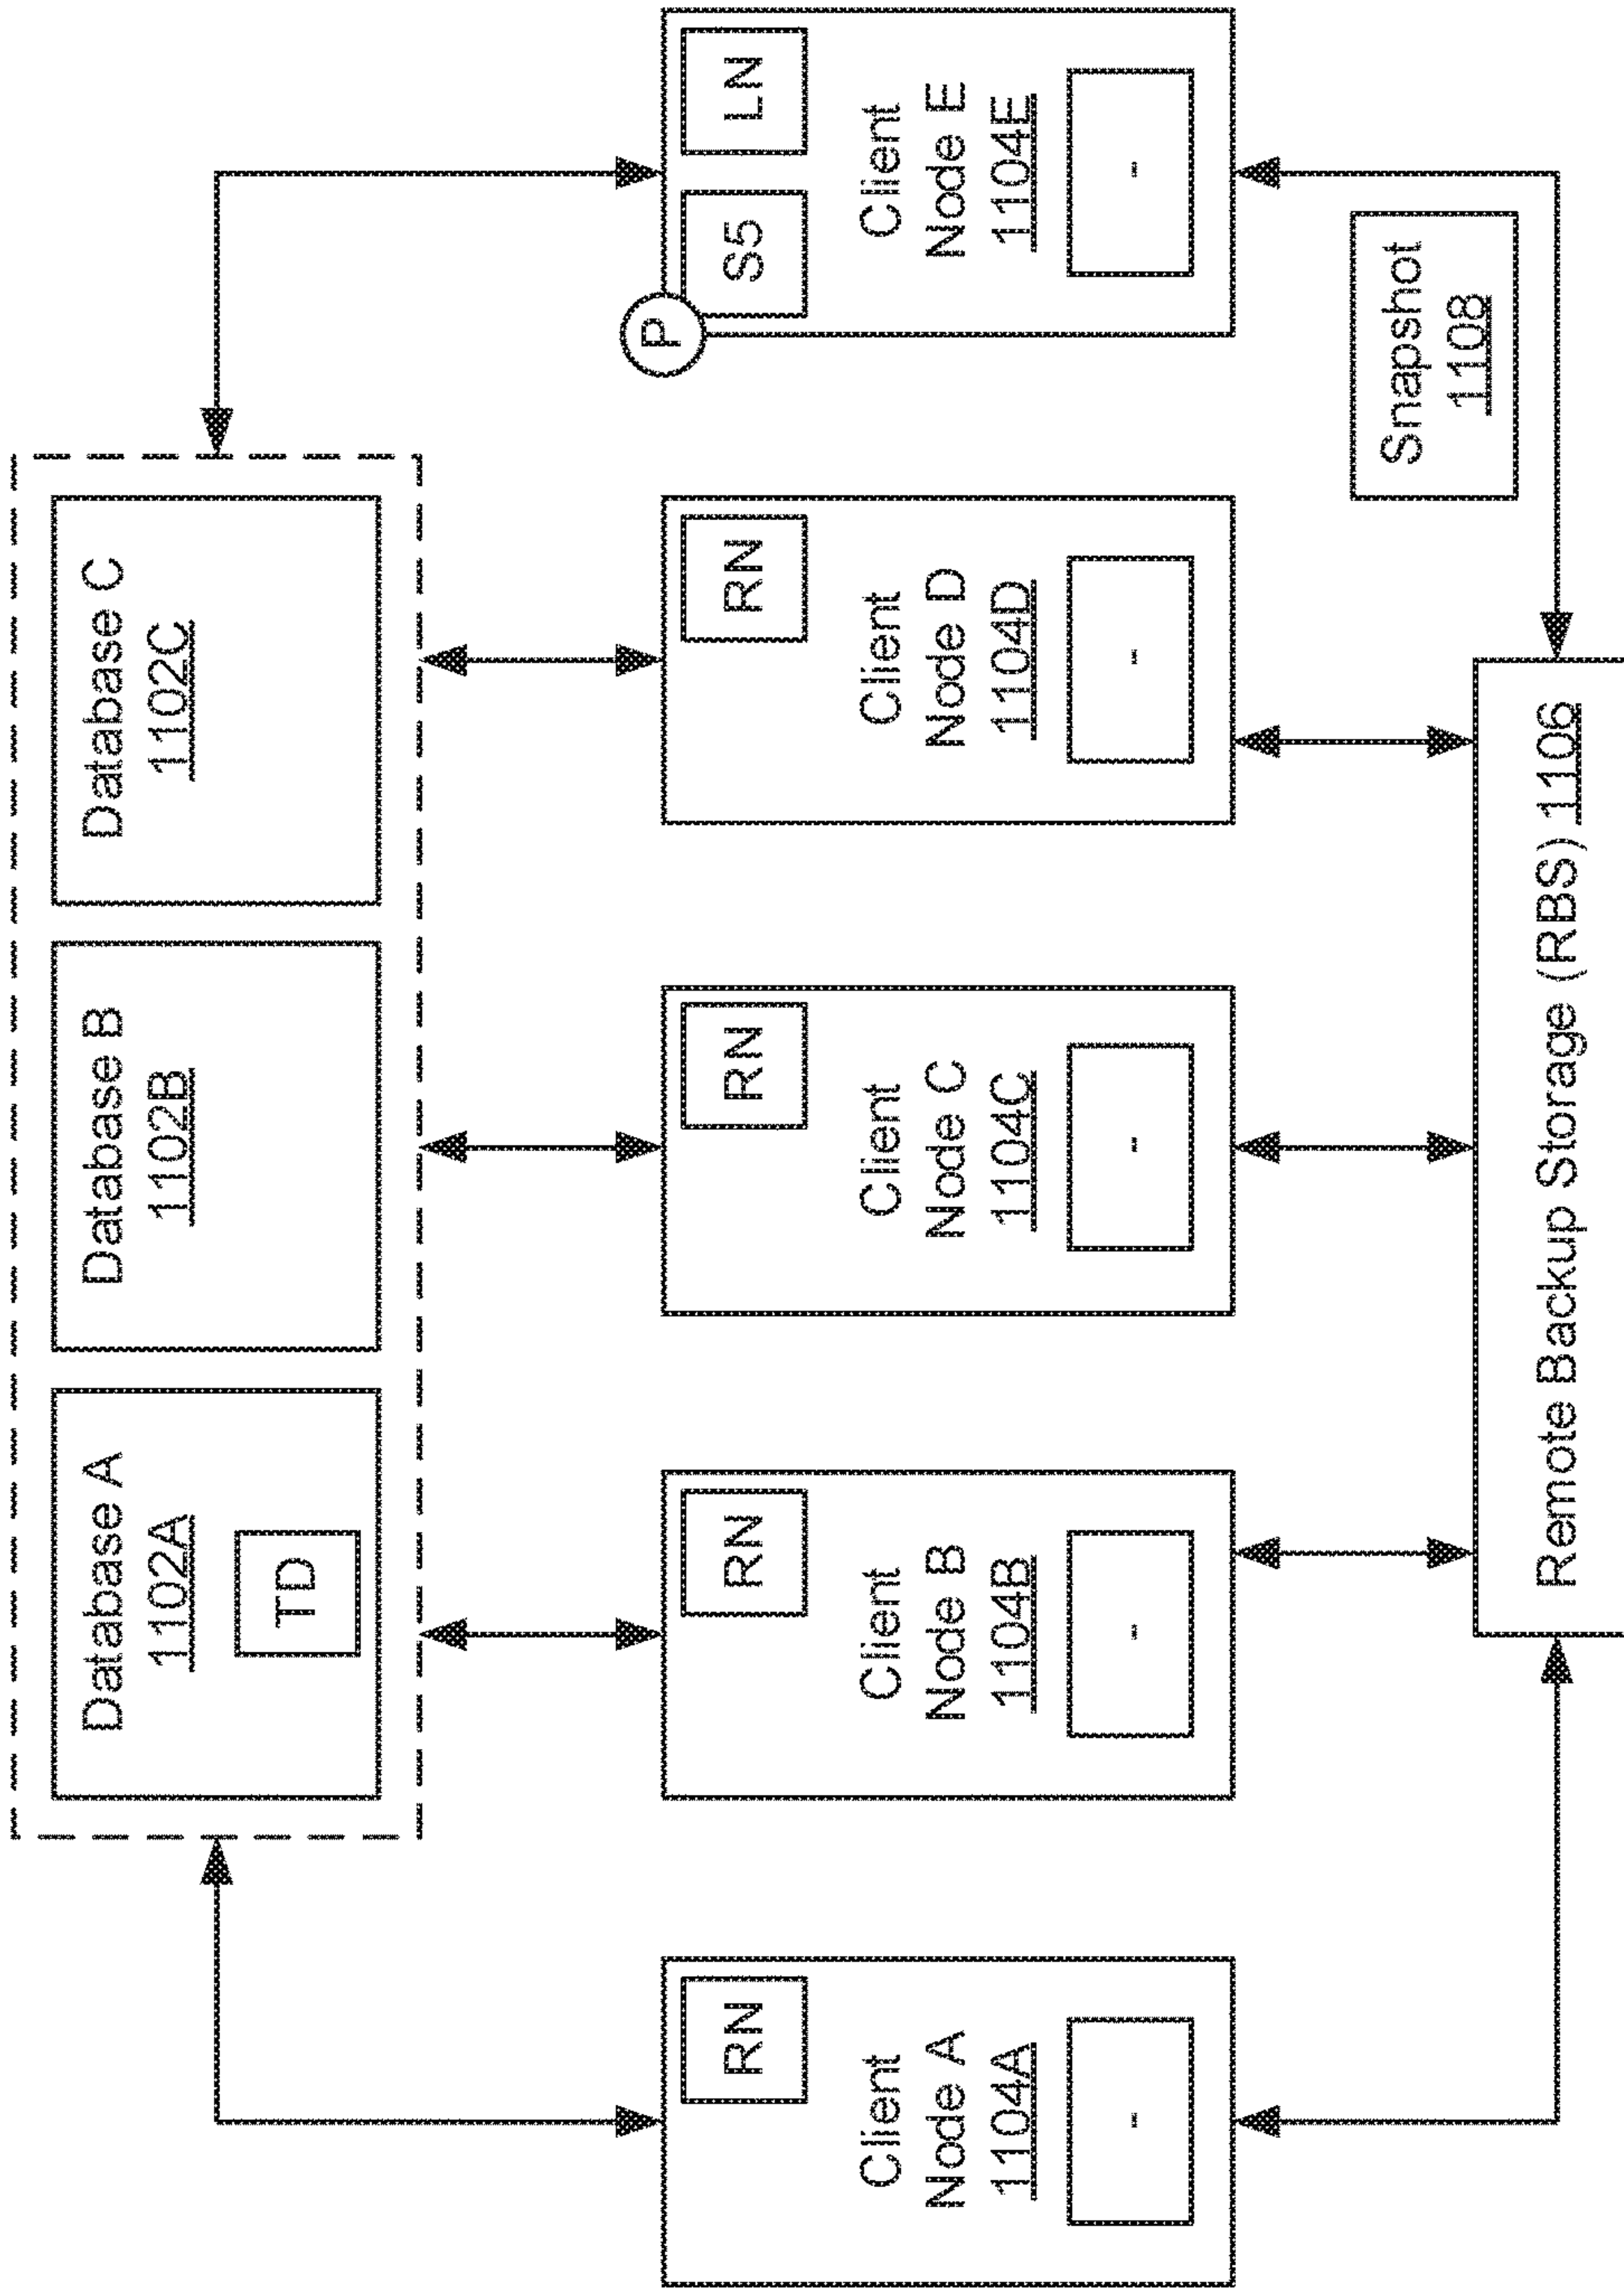 Database A
1102A
TD
Database B
1102B
Database C
1102C
RN
Client
Node A
1104A
-
RN
Client
Node B
1104B
-
RN
Client
Node C
1104C
-
RN
Client
Node D
1104D
-
P
S5
LN
Client
Node E
1104E
-
Snapshot
1108
Remote Backup Storage (RBS) 1106